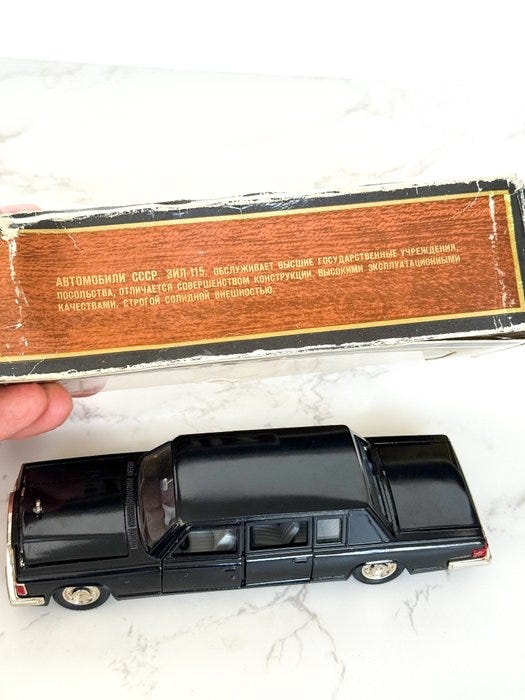 АВТОМОБИЛИ СССР. ЗИЛ-115. ОБСЛУЖИВАЕТ ВЫСШИЕ ГОСУДАРСТВЕННЫЕ УЧРЕЖДЕНИЯ,
ПОСОЛЬСТВА, ОТЛИЧАЕТСЯ СОВЕРШЕНСТВОМ КОНСТРУКЦИИ, ВЫСОКИМИ ЭКСПЛУАТАЦИОННЫМИ
КАЧЕСТВАМИ, СТРОГОЙ СОЛИДНОЙ ВНЕШНОСТЬЮ.